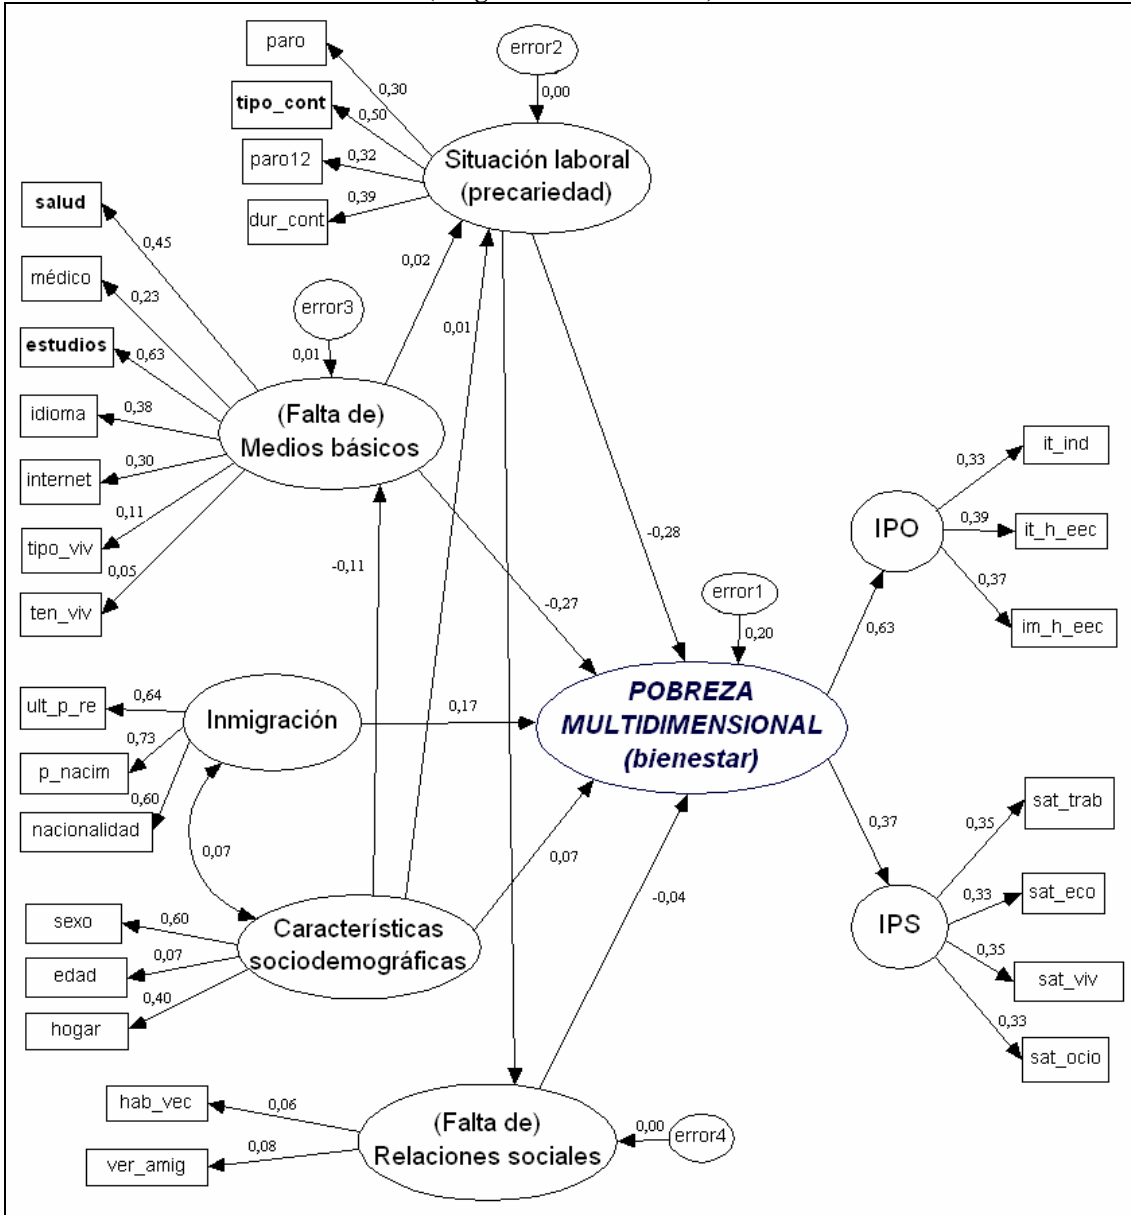 paro
error2
0,30
0,00
tipo_cont
0,50
Situación laboral
(precariedad)
paro12
0,32
0,39
dur_cont
salud
0,45
0,02
médico
0,23
error3
0,01
0,01
estudios
0,63
(Falta de)
Medios básicos
idioma
0,38
internet
0,30
tipo_viv
0,11
ten_viv
0,05
-0,11
-0,28
-0,27
IPO
0,33
it_ind
0,39
it_h_eec
0,37
im_h_eec
error1
0,20
0,63
ult_p_re
0,64
Inmigración
0,17
POBREZA
MULTIDIMENSIONAL
(bienestar)
p_nacim
0,73
nacionalidad
0,60
0,07
0,07
0,37
sat_trab
0,35
-0,04
sexo
0,60
Características
sociodemográficas
edad
0,07
hogar
0,40
IPS
0,33
sat_eco
0,35
sat_viv
0,33
sat_ocio
hab_vec
0,06
(Falta de)
Relaciones sociales
0,00
error4
ver_amig
0,08